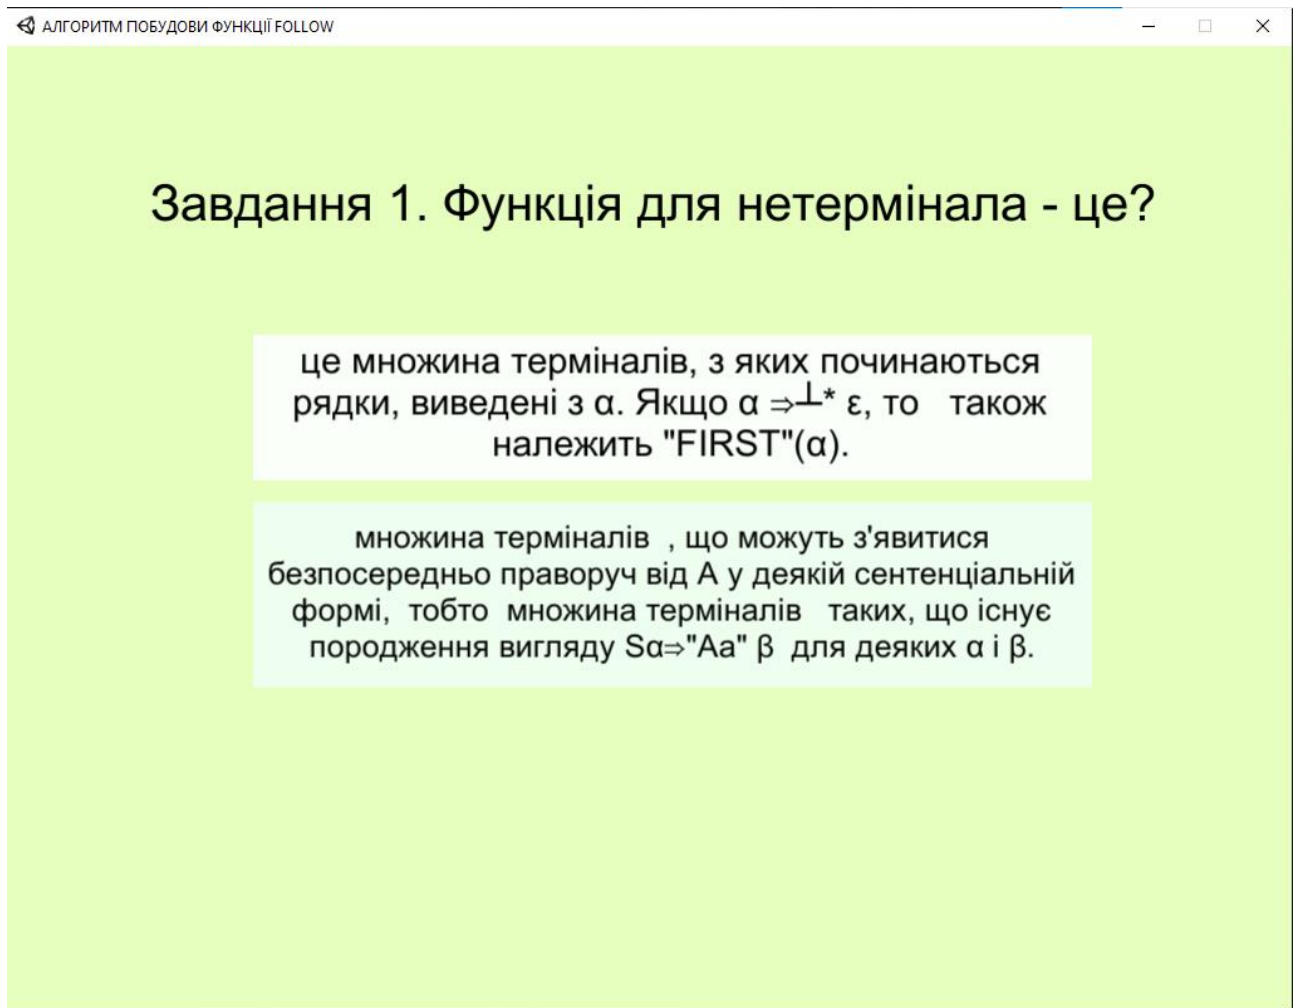 АЛГОРИТМ ПОБУДОВИ ФУНКЦІЇ FOLLOW
Завдання 1. Функція для нетермінала - це?
це множина терміналів, з яких починаються
рядки, виведені з α. Якщо α ⇒┴* ε, то також
належить "FIRST"(α).
множина терміналів , що можуть з'явитися
безпосередньо праворуч від А у деякій сентенціальній
формі, тобто множина терміналів таких, що існує
породження вигляду Sα⇒"Aa" β для деяких α і β.